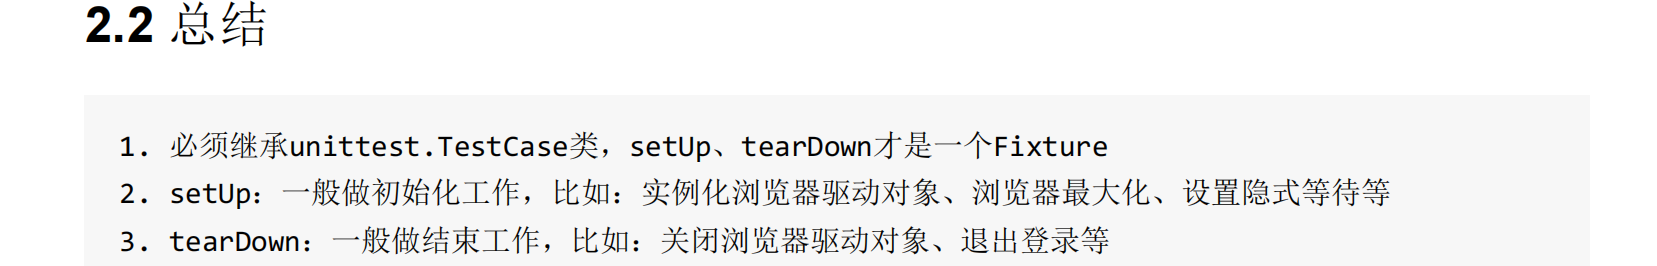 2.2 总结
1. 必须继承unittest.TestCase类，setUp、tearDown才是一个Fixture
2. setUp：一般做初始化工作，比如：实例化浏览器驱动对象、浏览器最大化、设置隐式等待等
3. tearDown：一般做结束工作，比如：关闭浏览器驱动对象、退出登录等